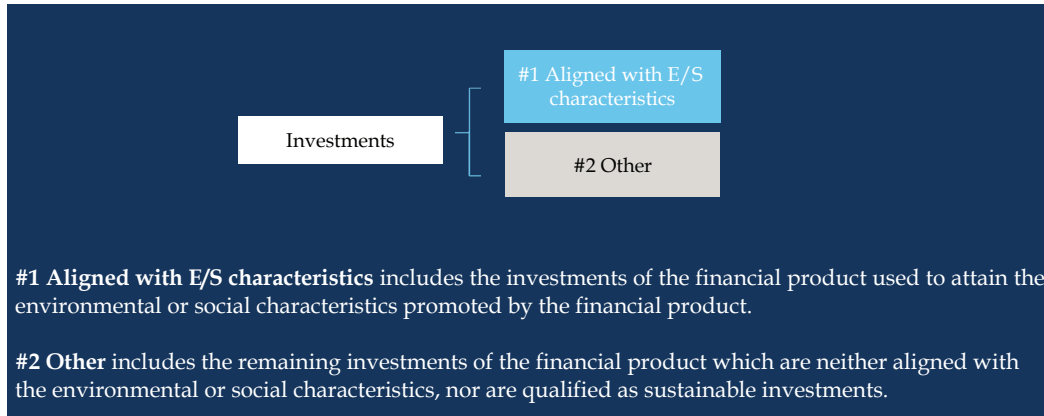 #1 Aligned with E/S
characteristics
Investments
#2 Other
#1 Aligned with E/S characteristics includes the investments of the financial product used to attain the
environmental or social characteristics promoted by the financial product.
#2 Other includes the remaining investments of the financial product which are neither aligned with
the environmental or social characteristics, nor are qualified as sustainable investments.